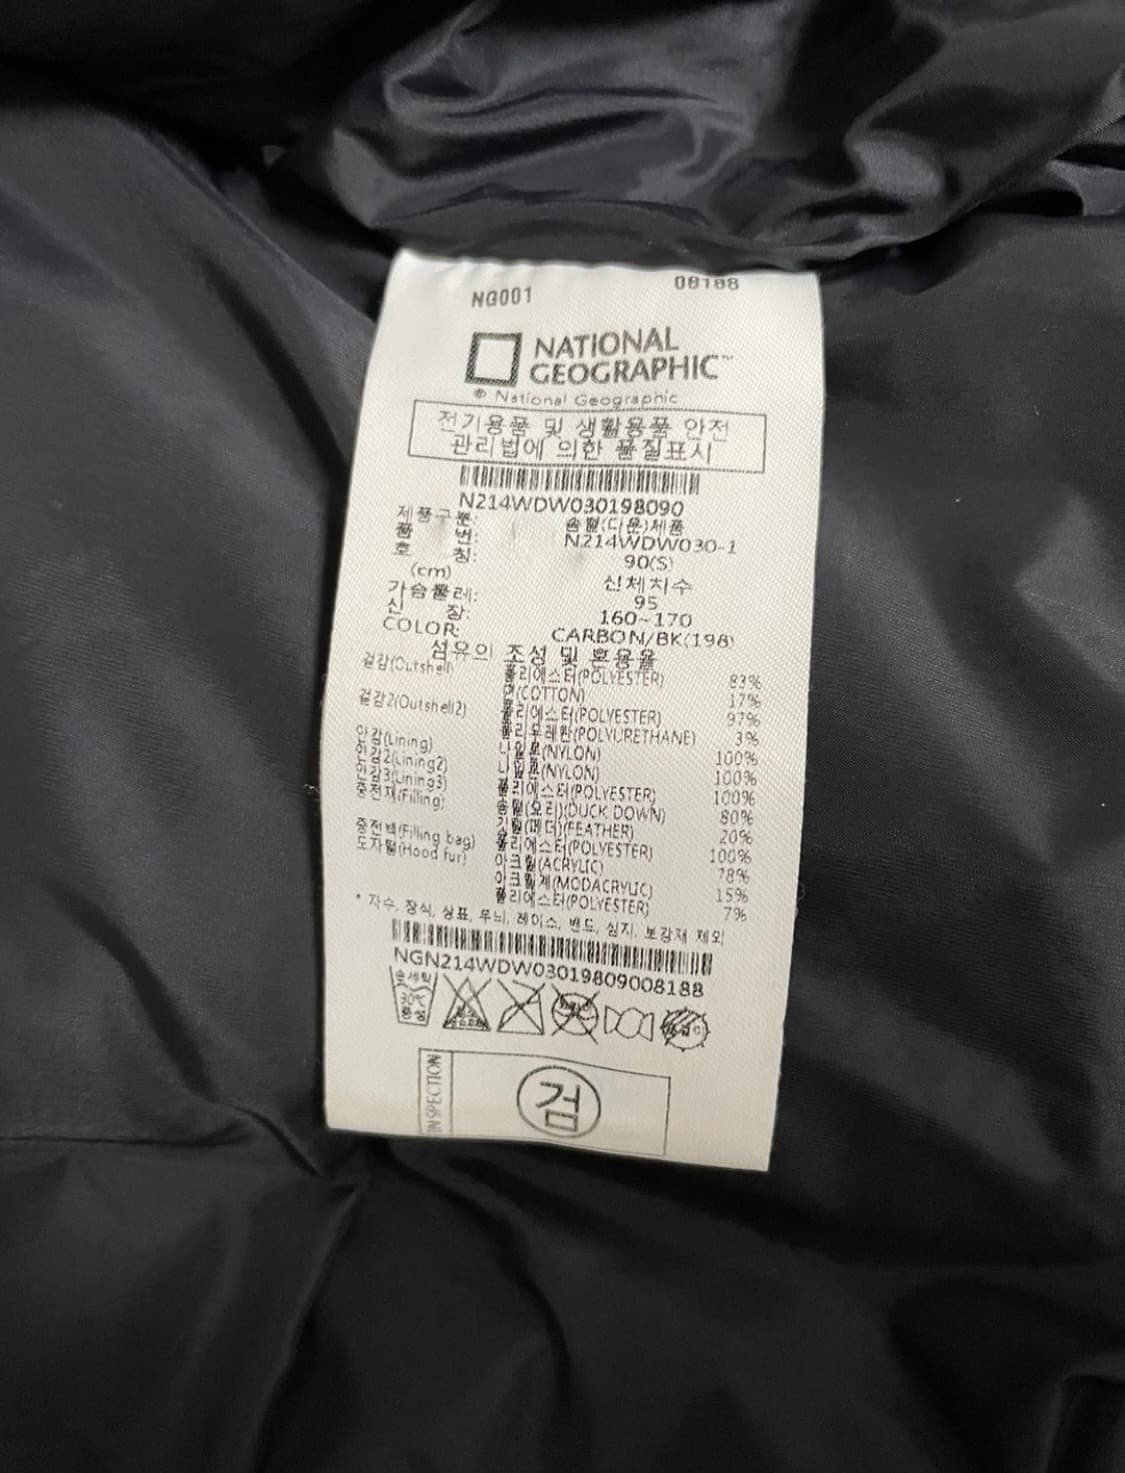 NG001 08188
NATIONAL
GEOGRAPHIC™
© National Geographic
전기용품 및 생활용품 안전
관리법에 의한 품질표시
N214WDW030198090
제품구분: 솜털(다운)제품
품 번: N214WDW030-1
호 칭: 90(S)
(cm) 신체치수
가슴둘레: 95
신 장: 160~170
COLOR: CARBON/BK(198)
섬유의 조성 및 혼용율
겉감(Outshell) 폴리에스터(POLYESTER) 83%
면(COTTON) 17%
겉감2(Outshell2) 폴리에스터(POLYESTER) 97%
폴리우레탄(POLYURETHANE) 3%
안감(Lining) 나일론(NYLON) 100%
안감2(Lining2) 나일론(NYLON) 100%
안감3(Lining3) 폴리에스터(POLYESTER) 100%
충전재(Filling) 솜털(오리)(DUCK DOWN) 80%
깃털(페더)(FEATHER) 20%
충전백(Filling bag) 폴리에스터(POLYESTER) 100%
모자털(Hood fur) 아크릴(ACRYLIC) 78%
아크릴계(MODACRYLIC) 15%
폴리에스터(POLYESTER) 7%
* 자수, 장식, 상표, 무늬, 레이스, 밴드, 심지, 보강재 제외
NGN214WDW03019809008188
손세탁
30℃
중성
INSPECTION
검